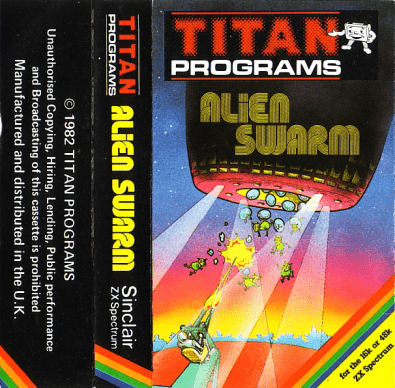 Unauthorised Copying, Hiring, Lending, Public performance
and Broadcasting of this cassette is prohibited
Manufactured and distributed in the U.K.
© 1982 TITAN PROGRAMS
TITAN
PROGRAMS
ALiEN SWARM
Sinclair
ZX Spectrum
TITAN
PROGRAMS
ALiEN
SWARM
for the 16k or 48k
ZX Spectrum